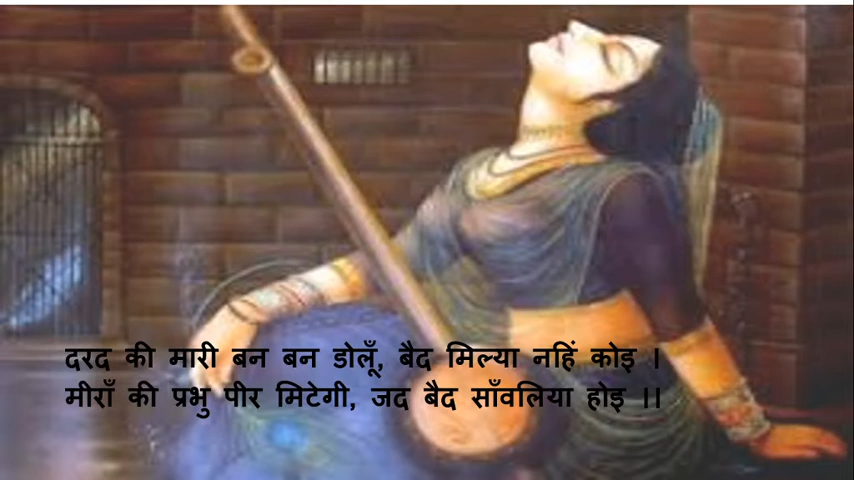 दरद की मारी बन बन डोलूँ, बैद मिल्या नहिं कोइ ।
मीराँ की प्रभु पीर मिटेगी, जद बैद साँवलिया होइ ।।